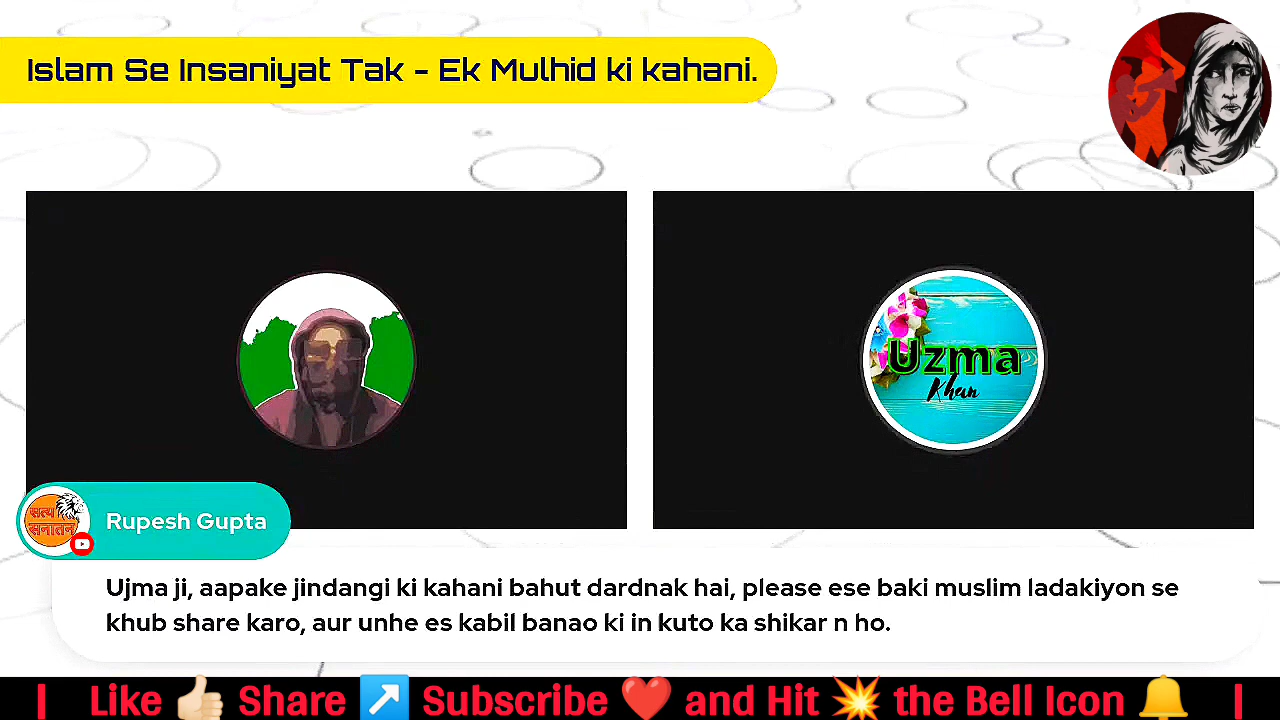 Islam Se Insaniyat Tak - Ek Mulhid ki kahani.
Uzma
Khan
सत्य
सनातन
Rupesh Gupta
Ujma ji, aapake jindangi ki kahani bahut dardnak hai, please ese baki muslim ladakiyon se
khub share karo, aur unhe es kabil banao ki in kuto ka shikar n ho.
| Like 👍🏻 Share ↗️ Subscribe ❤️ and Hit 💥 the Bell Icon 🔔 |